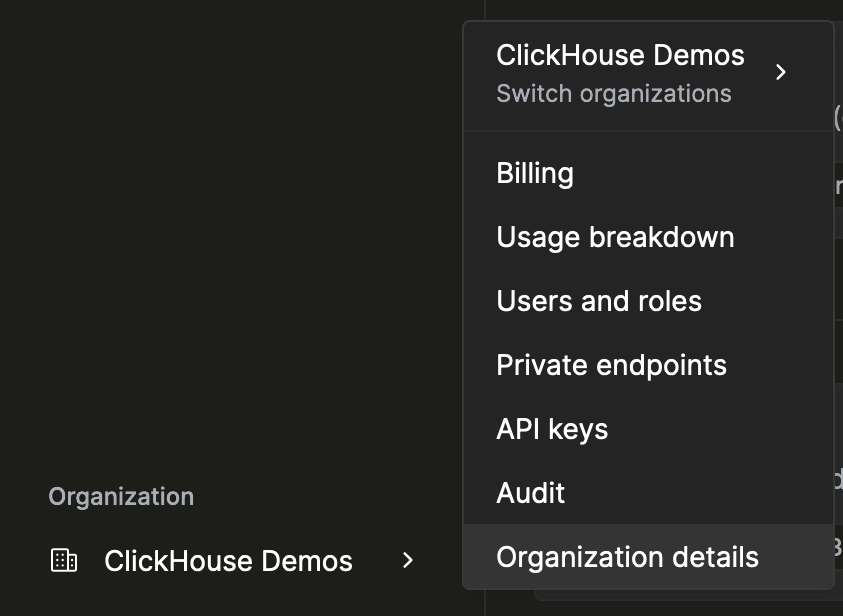 ClickHouse Demos
Switch organizations
Billing
Usage breakdown
Users and roles
Private endpoints
API keys
Audit
Organization details
Organization
ClickHouse Demos